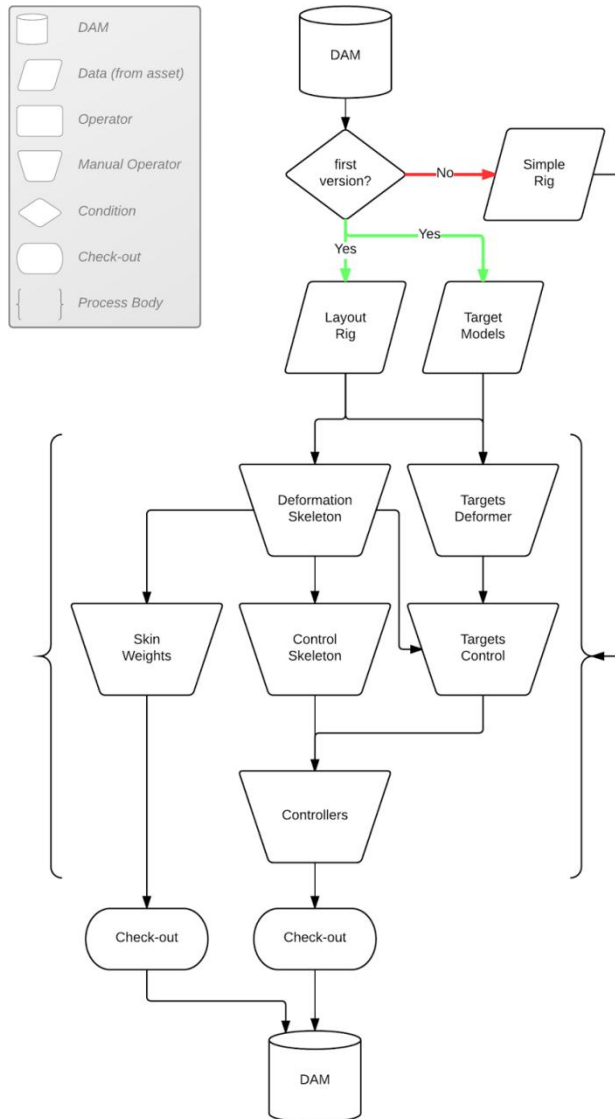 DAM
Data (from asset)
Operator
Manual Operator
Condition
Check-out
Process Body
DAM
first
version?
No
Simple
Rig
Yes
Yes
Layout
Rig
Target
Models
Deformation
Skeleton
Targets
Deformer
Skin
Weights
Control
Skeleton
Targets
Control
Controllers
Check-out
Check-out
DAM